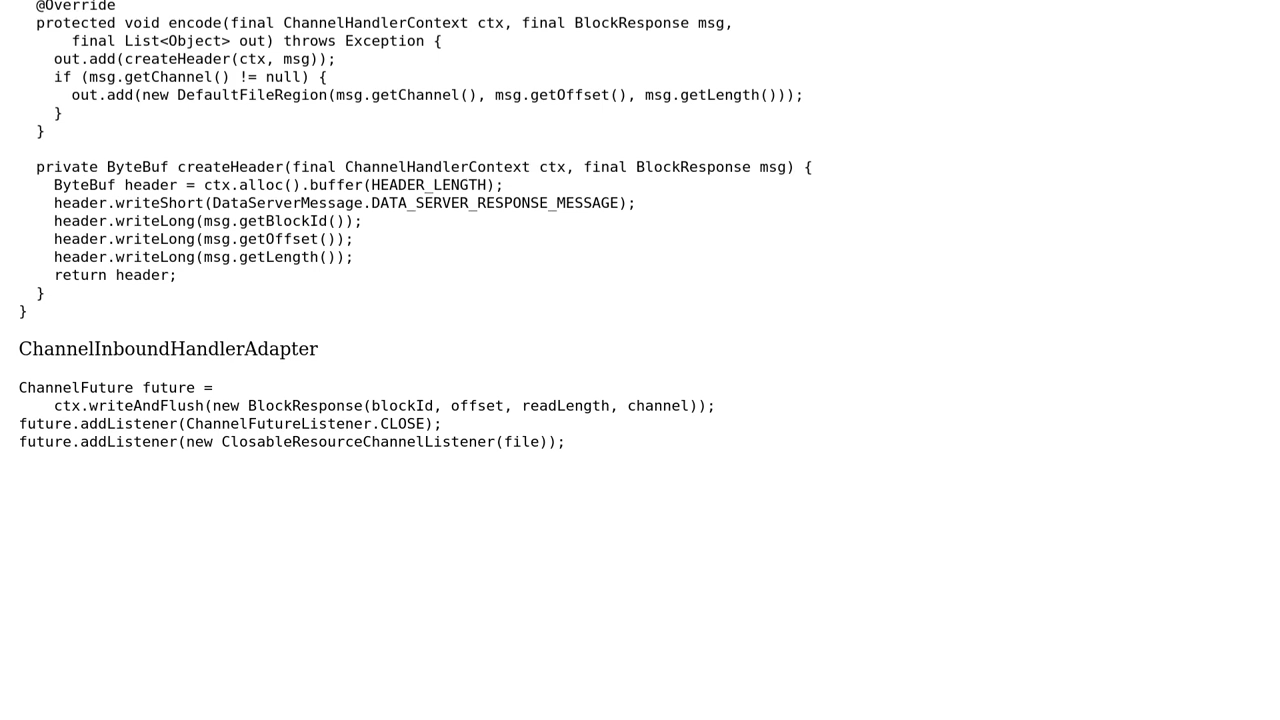 @Override
protected void encode(final ChannelHandlerContext ctx, final BlockResponse msg,
final List<Object> out) throws Exception {
out.add(createHeader(ctx, msg));
if (msg.getChannel() != null) {
out.add(new DefaultFileRegion(msg.getChannel(), msg.getOffset(), msg.getLength()));
}
}
private ByteBuf createHeader(final ChannelHandlerContext ctx, final BlockResponse msg) {
ByteBuf header = ctx.alloc().buffer(HEADER_LENGTH);
header.writeShort(DataServerMessage.DATA_SERVER_RESPONSE_MESSAGE);
header.writeLong(msg.getBlockId());
header.writeLong(msg.getOffset());
header.writeLong(msg.getLength());
return header;
}
}
ChannelInboundHandlerAdapter
ChannelFuture future =
ctx.writeAndFlush(new BlockResponse(blockId, offset, readLength, channel));
future.addListener(ChannelFutureListener.CLOSE);
future.addListener(new ClosableResourceChannelListener(file));